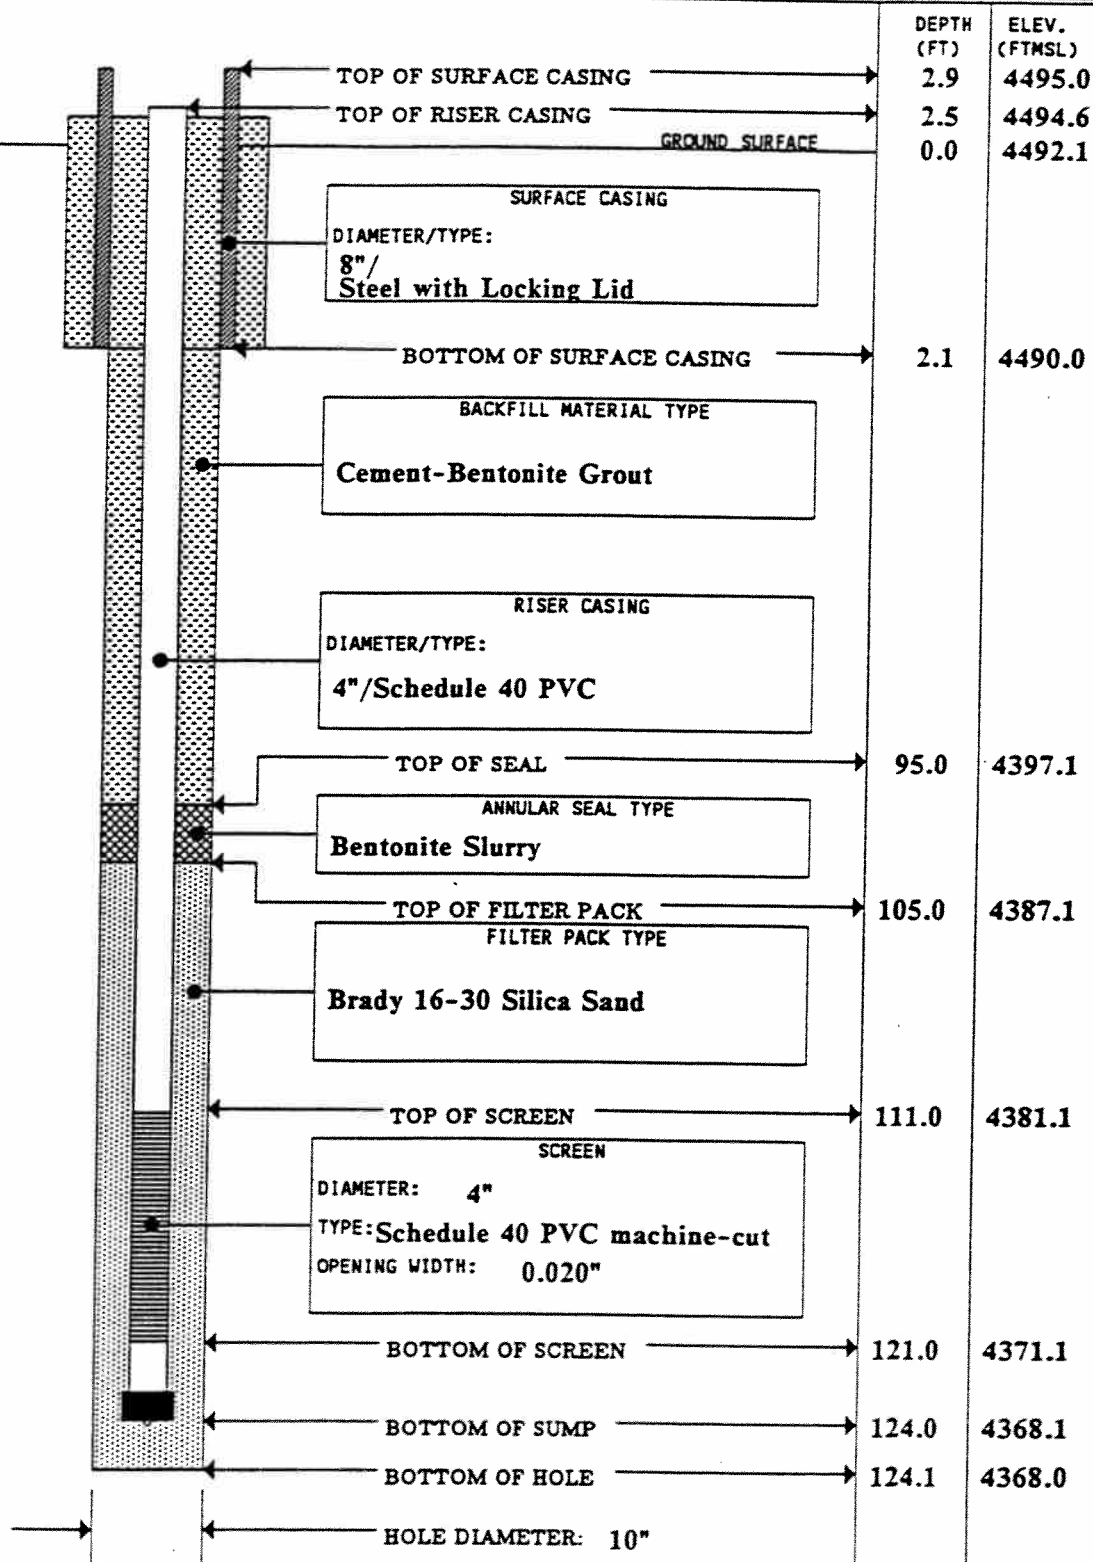 DEPTH ELEV.
(FT) (FTMSL)
TOP OF SURFACE CASING 2.9 4495.0
TOP OF RISER CASING 2.5 4494.6
GROUND SURFACE 0.0 4492.1
SURFACE CASING
DIAMETER/TYPE:
8"/
Steel with Locking Lid
BOTTOM OF SURFACE CASING 2.1 4490.0
BACKFILL MATERIAL TYPE
Cement-Bentonite Grout
RISER CASING
DIAMETER/TYPE:
4"/Schedule 40 PVC
TOP OF SEAL 95.0 4397.1
ANNULAR SEAL TYPE
Bentonite Slurry
TOP OF FILTER PACK 105.0 4387.1
FILTER PACK TYPE
Brady 16-30 Silica Sand
TOP OF SCREEN 111.0 4381.1
SCREEN
DIAMETER: 4"
TYPE: Schedule 40 PVC machine-cut
OPENING WIDTH: 0.020"
BOTTOM OF SCREEN 121.0 4371.1
BOTTOM OF SUMP 124.0 4368.1
BOTTOM OF HOLE 124.1 4368.0
HOLE DIAMETER: 10"